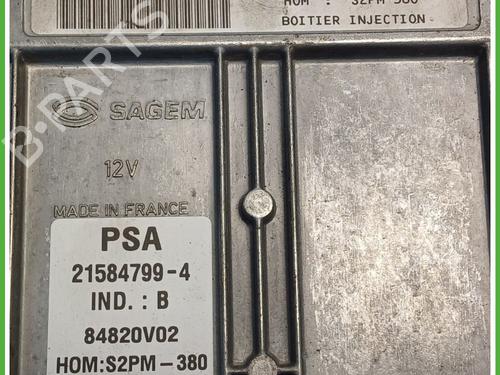 HOM : S2PM-380
BOITIER INJECTION
B-PARTS
SAGEM
12V
MADE IN FRANCE
PSA
21584799-4
IND. : B
84820V02
HOM:S2PM-380